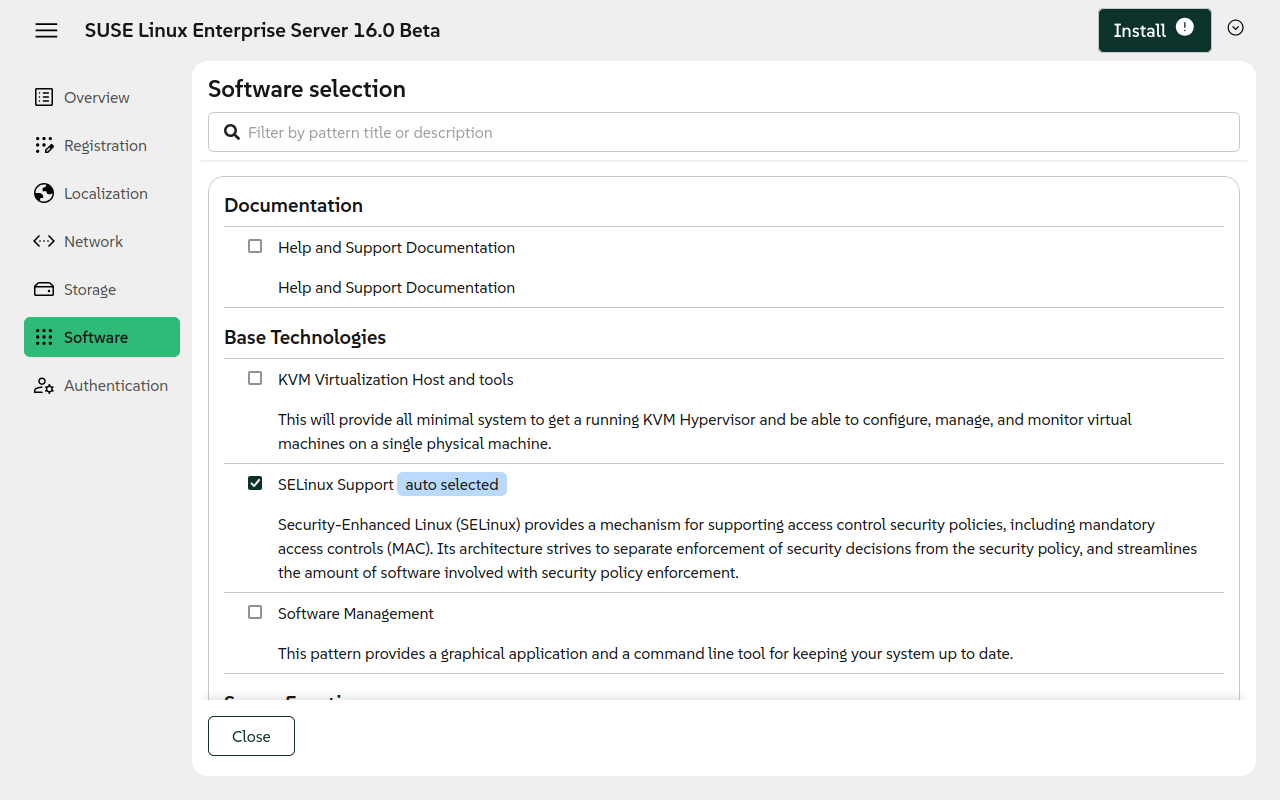 SUSE Linux Enterprise Server 16.0 Beta
Install
Overview
Registration
Localization
Network
Storage
Software
Authentication
Software selection
Filter by pattern title or description
Documentation
Help and Support Documentation
Help and Support Documentation
Base Technologies
KVM Virtualization Host and tools
This will provide all minimal system to get a running KVM Hypervisor and be able to configure, manage, and monitor virtual
machines on a single physical machine.
SELinux Support auto selected
Security-Enhanced Linux (SELinux) provides a mechanism for supporting access control security policies, including mandatory
access controls (MAC). Its architecture strives to separate enforcement of security decisions from the security policy, and streamlines
the amount of software involved with security policy enforcement.
Software Management
This pattern provides a graphical application and a command line tool for keeping your system up to date.
Close